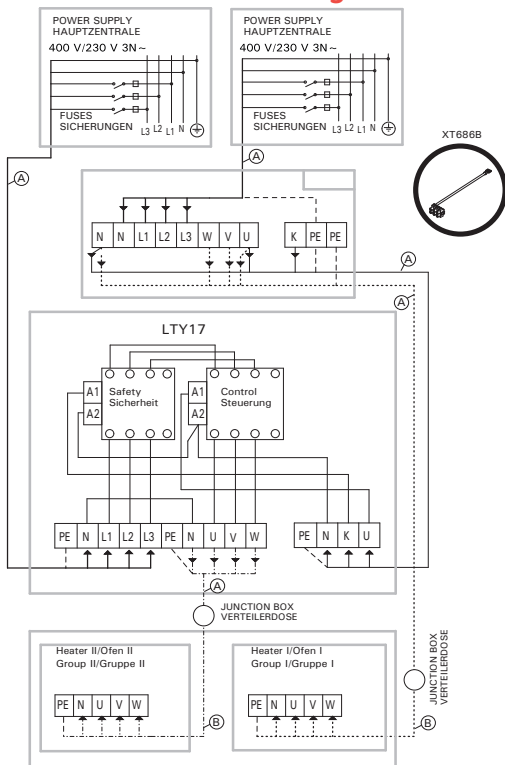 POWER SUPPLY
HAUPTZENTRALE
400 V/230 V 3N~
FUSES
SICHERUNGEN
L3 L2 L1 N
POWER SUPPLY
HAUPTZENTRALE
400 V/230 V 3N~
FUSES
SICHERUNGEN
L3 L2 L1 N
XT686B
A
A
N N L1 L2 L3 W V U
K PE PE
A
A
LTY17
A1
A2
Safety
Sicherheit
A1
A2
Control
Steuerung
PE N L1 L2 L3 PE N U V W
PE N K U
A
JUNCTION BOX
VERTEILERDOSE
Heater II/Ofen II
Group II/Gruppe II
PE N U V W
B
Heater I/Ofen I
Group I/Gruppe I
PE N U V W
B
JUNCTION BOX
VERTEILERDOSE